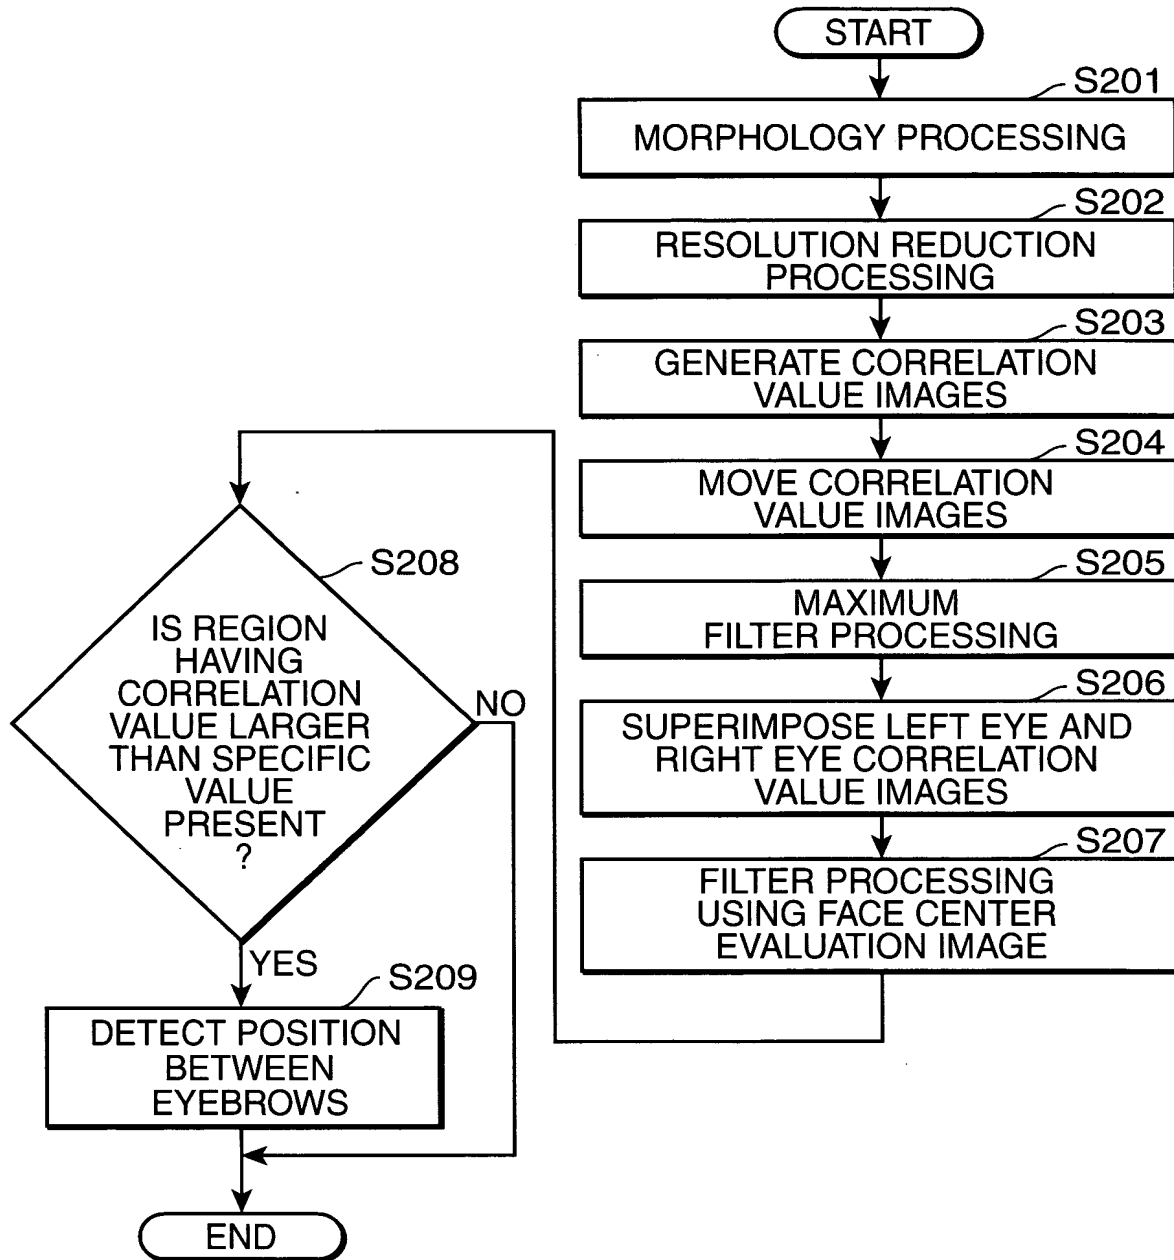 START
S201
MORPHOLOGY PROCESSING
S202
RESOLUTION REDUCTION
PROCESSING
S203
GENERATE CORRELATION
VALUE IMAGES
S204
MOVE CORRELATION
VALUE IMAGES
S205
MAXIMUM
FILTER PROCESSING
S206
SUPERIMPOSE LEFT EYE AND
RIGHT EYE CORRELATION
VALUE IMAGES
S207
FILTER PROCESSING
USING FACE CENTER
EVALUATION IMAGE
S208
IS REGION
HAVING
CORRELATION
VALUE LARGER
THAN SPECIFIC
VALUE
PRESENT
?
NO
YES
S209
DETECT POSITION
BETWEEN
EYEBROWS
END